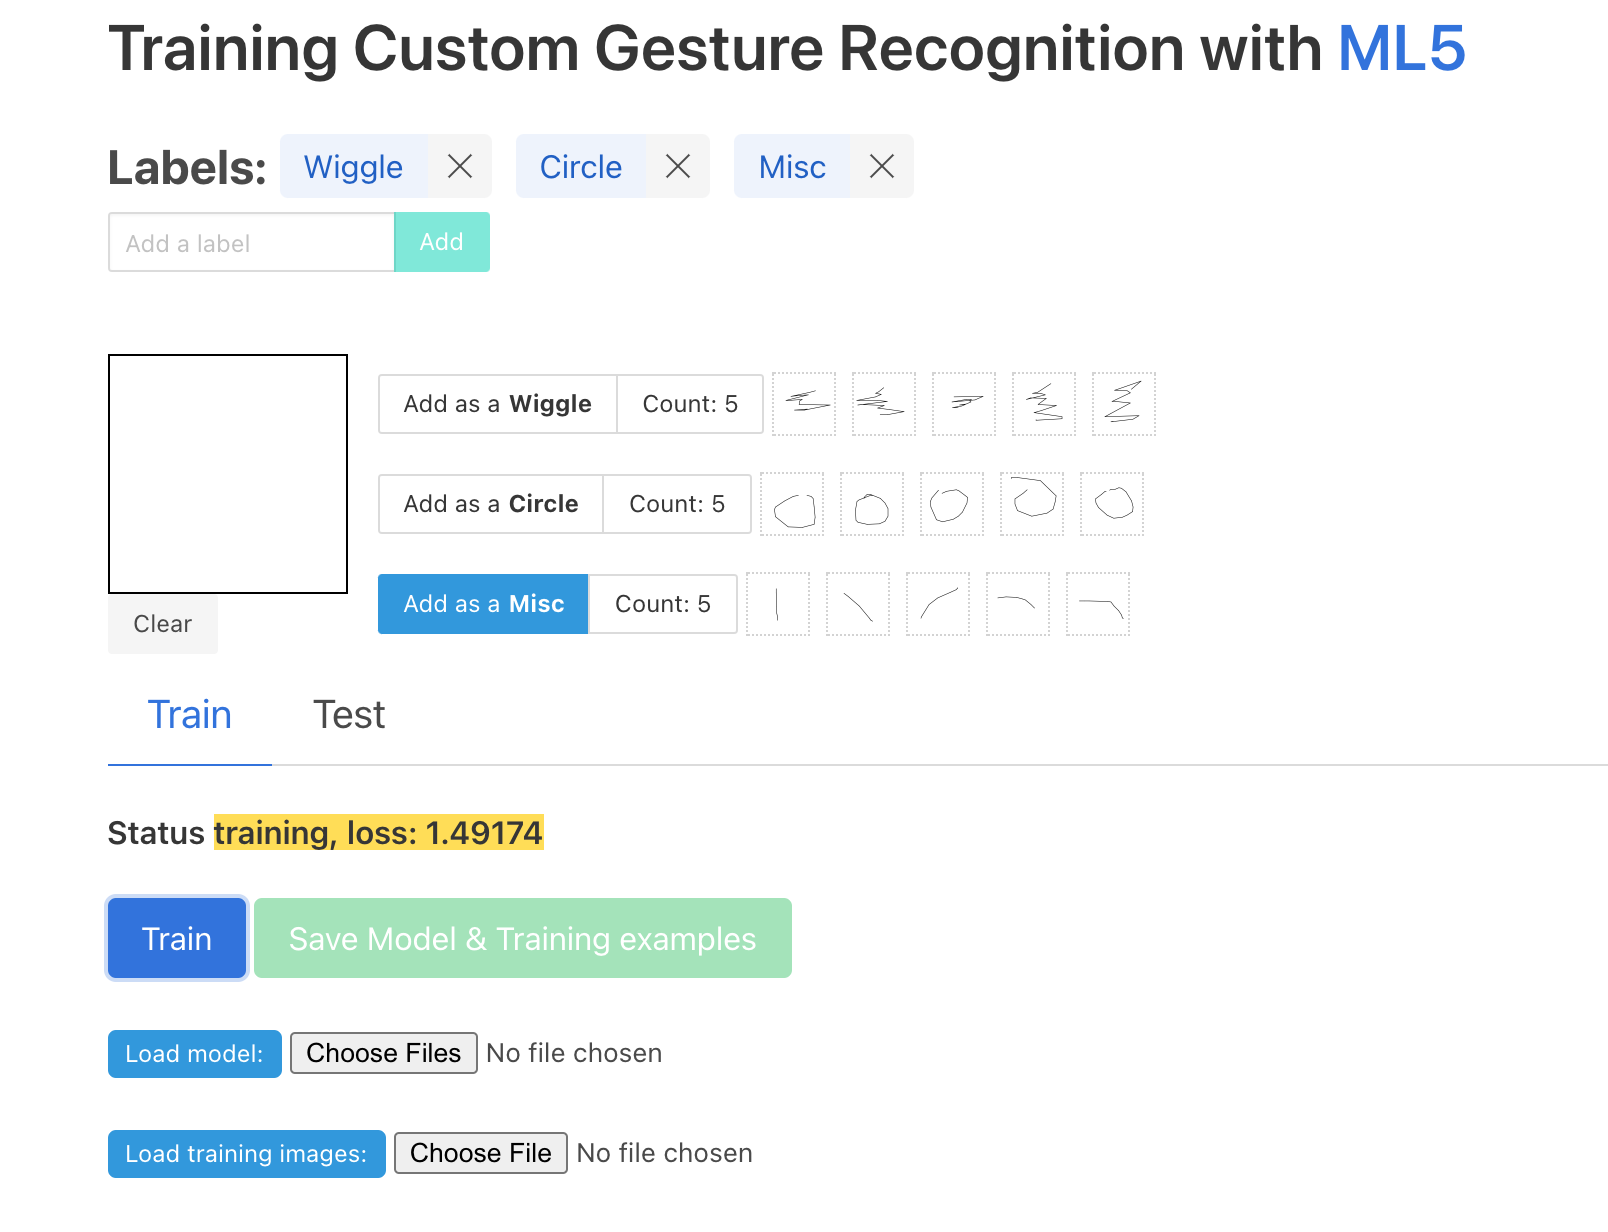 Training Custom Gesture Recognition with ML5
Labels: Wiggle Circle Misc
Add a label Add
Add as a Wiggle Count: 5
Add as a Circle Count: 5
Add as a Misc Count: 5
Clear
Train Test
Status training, loss: 1.49174
Train Save Model & Training examples
Load model: Choose Files No file chosen
Load training images: Choose File No file chosen